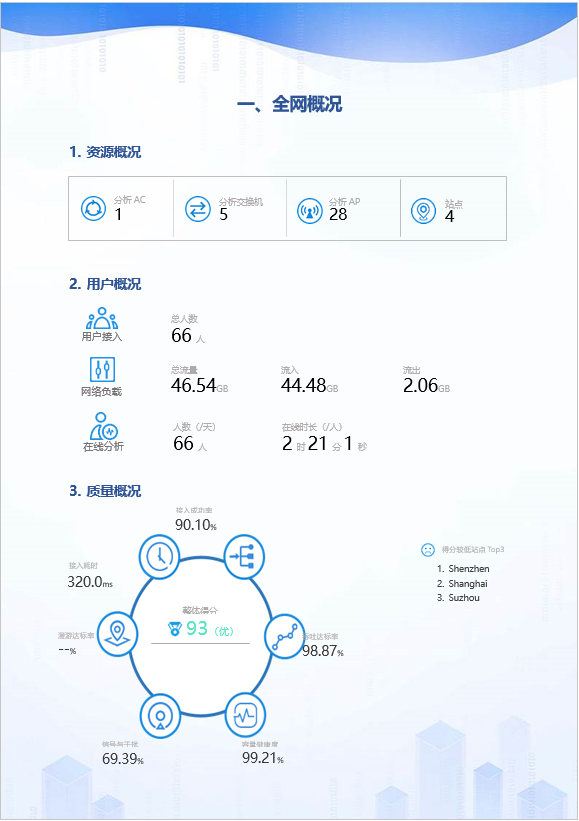 一、全网概况
1. 资源概况
分析 AC
1
分析交换机
5
分析 AP
28
站点
4
2. 用户概况
用户接入
总人数
66 人
网络负载
总流量
46.54GB
流入
44.48GB
流出
2.06GB
在线分析
人数（/天）
66 人
在线时长（/人）
2 时 21 分 1 秒
3. 质量概况
接入成功率
90.10%
接入耗时
320.0ms
漫游达标率
--%
整体得分
93（优）
吞吐达标率
98.87%
信号与干扰
69.39%
容量健康度
99.21%
得分较低站点 Top3
1. Shenzhen
2. Shanghai
3. Suzhou